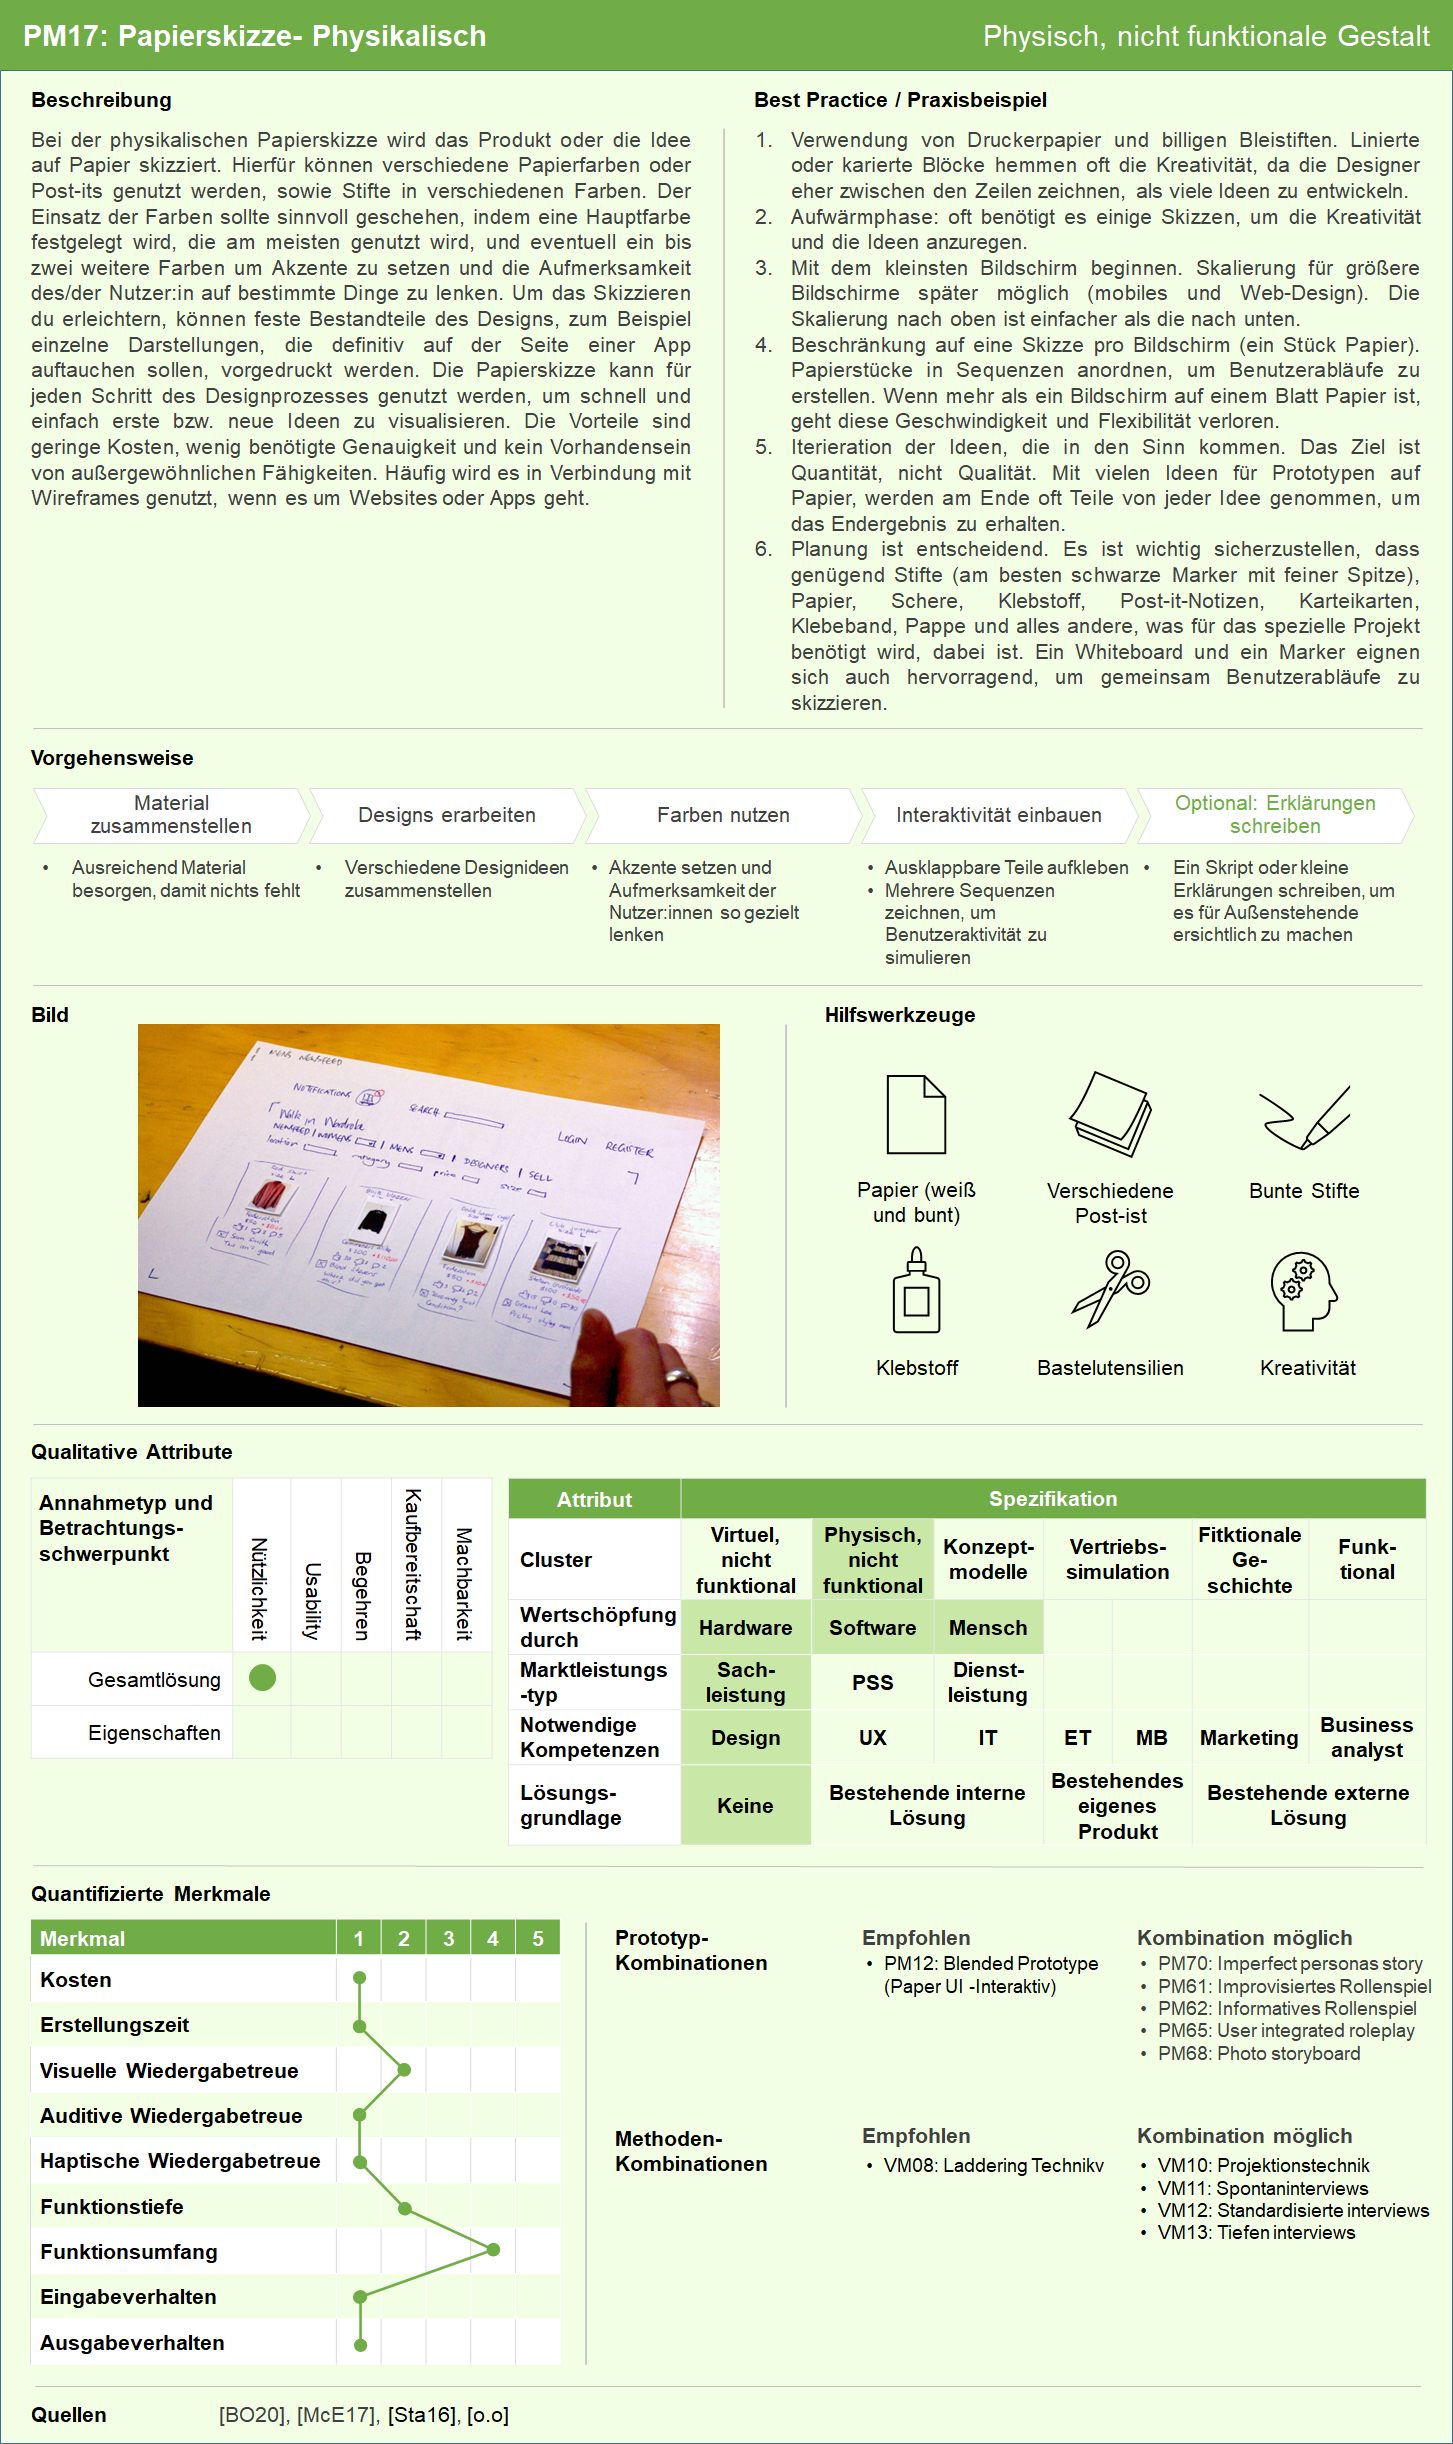 PM17: Papierskizze- Physikalisch
Physisch, nicht funktionale Gestalt
Beschreibung
Bei der physikalischen Papierskizze wird das Produkt oder die Idee
auf Papier skizziert. Hierfür können verschiedene Papierfarben oder
Post-its genutzt werden, sowie Stifte in verschiedenen Farben. Der
Einsatz der Farben sollte sinnvoll geschehen, indem eine Hauptfarbe
festgelegt wird, die am meisten genutzt wird, und eventuell ein bis
zwei weitere Farben um Akzente zu setzen und die Aufmerksamkeit
des/der Nutzer:in auf bestimmte Dinge zu lenken. Um das Skizzieren
du erleichtern, können feste Bestandteile des Designs, zum Beispiel
einzelne Darstellungen, die definitiv auf der Seite einer App
auftauchen sollen, vorgedruckt werden. Die Papierskizze kann für
jeden Schritt des Designprozesses genutzt werden, um schnell und
einfach erste bzw. neue Ideen zu visualisieren. Die Vorteile sind
geringe Kosten, wenig benötigte Genauigkeit und kein Vorhandensein
von außergewöhnlichen Fähigkeiten. Häufig wird es in Verbindung mit
Wireframes genutzt, wenn es um Websites oder Apps geht.
Best Practice / Praxisbeispiel
1. Verwendung von Druckerpapier und billigen Bleistiften. Linierte
oder karierte Blöcke hemmen oft die Kreativität, da die Designer
eher zwischen den Zeilen zeichnen, als viele Ideen zu entwickeln.
2. Aufwärmphase: oft benötigt es einige Skizzen, um die Kreativität
und die Ideen anzuregen.
3. Mit dem kleinsten Bildschirm beginnen. Skalierung für größere
Bildschirme später möglich (mobiles und Web-Design). Die
Skalierung nach oben ist einfacher als die nach unten.
4. Beschränkung auf eine Skizze pro Bildschirm (ein Stück Papier).
Papierstücke in Sequenzen anordnen, um Benutzerabläufe zu
erstellen. Wenn mehr als ein Bildschirm auf einem Blatt Papier ist,
geht diese Geschwindigkeit und Flexibilität verloren.
5. Iterieration der Ideen, die in den Sinn kommen. Das Ziel ist
Quantität, nicht Qualität. Mit vielen Ideen für Prototypen auf
Papier, werden am Ende oft Teile von jeder Idee genommen, um
das Endergebnis zu erhalten.
6. Planung ist entscheidend. Es ist wichtig sicherzustellen, dass
genügend Stifte (am besten schwarze Marker mit feiner Spitze),
Papier, Schere, Klebstoff, Post-it-Notizen, Karteikarten,
Klebeband, Pappe und alles andere, was für das spezielle Projekt
benötigt wird, dabei ist. Ein Whiteboard und ein Marker eignen
sich auch hervorragend, um gemeinsam Benutzerabläufe zu
skizzieren.
Vorgehensweise
Material
zusammenstellen
• Ausreichend Material
besorgen, damit nichts fehlt
Designs erarbeiten
• Verschiedene Designideen
zusammenstellen
Farben nutzen
• Akzente setzen und
Aufmerksamkeit der
Nutzer:innen so gezielt
lenken
Interaktivität einbauen
• Ausklappbare Teile aufkleben
• Mehrere Sequenzen
zeichnen, um
Benutzeraktivität zu
simulieren
Optional: Erklärungen
schreiben
• Ein Skript oder kleine
Erklärungen schreiben, um
es für Außenstehende
ersichtlich zu machen
Bild
MENS NEWSFEED
NOTIFICATIONS
SEARCH
LOGIN REGISTER
Walk in Wardrobe
NEWSFEED / WOMENS / MENS / DESIGNERS / SELL
location category price size
Hilfswerkzeuge
Papier (weiß
und bunt)
Verschiedene
Post-ist
Bunte Stifte
Klebstoff
Bastelutensilien
Kreativität
Qualitative Attribute
Annahmetyp und
Betrachtungs-
schwerpunkt
Nützlichkeit
Usability
Begehren
Kaufbereitschaft
Machbarkeit
Gesamtlösung
Eigenschaften
Attribut Spezifikation
Cluster
Virtuel,
nicht
funktional
Physisch,
nicht
funktional
Konzept-
modelle
Vertriebs-
simulation
Fitktionale
Ge-
schichte
Funk-
tional
Wertschöpfung
durch
Hardware Software Mensch
Marktleistungs
-typ
Sach-
leistung
PSS
Dienst-
leistung
Notwendige
Kompetenzen
Design UX IT ET MB Marketing
Business
analyst
Lösungs-
grundlage
Keine
Bestehende interne
Lösung
Bestehendes
eigenes
Produkt
Bestehende externe
Lösung
Quantifizierte Merkmale
Merkmal 1 2 3 4 5
Kosten
Erstellungszeit
Visuelle Wiedergabetreue
Auditive Wiedergabetreue
Haptische Wiedergabetreue
Funktionstiefe
Funktionsumfang
Eingabeverhalten
Ausgabeverhalten
Prototyp-
Kombinationen
Empfohlen
• PM12: Blended Prototype
(Paper UI -Interaktiv)
Kombination möglich
• PM70: Imperfect personas story
• PM61: Improvisiertes Rollenspiel
• PM62: Informatives Rollenspiel
• PM65: User integrated roleplay
• PM68: Photo storyboard
Methoden-
Kombinationen
Empfohlen
• VM08: Laddering Technikv
Kombination möglich
• VM10: Projektionstechnik
• VM11: Spontaninterviews
• VM12: Standardisierte interviews
• VM13: Tiefen interviews
Quellen
[BO20], [McE17], [Sta16], [o.o]